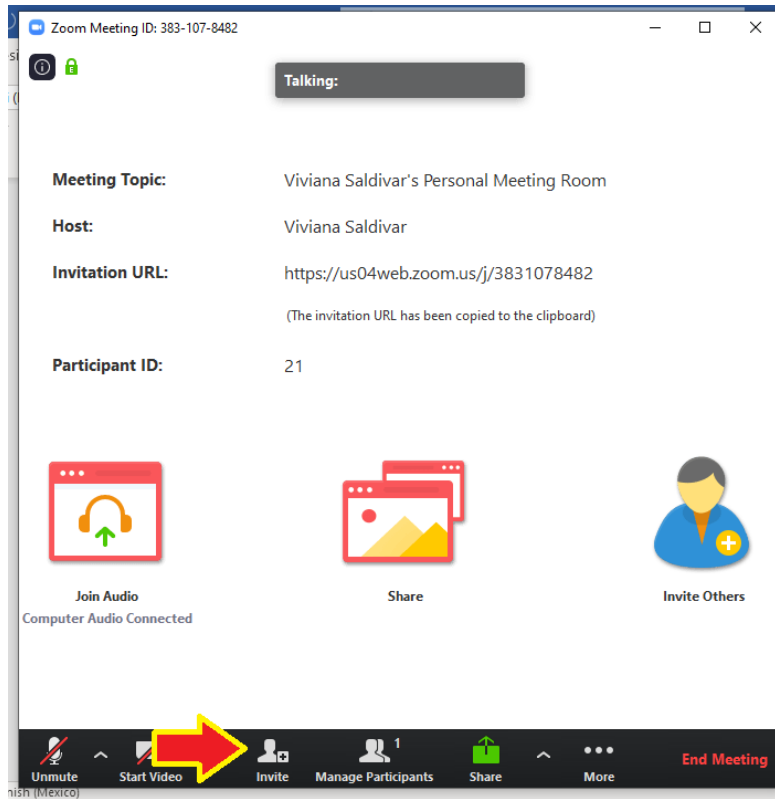 Zoom Meeting ID: 383-107-8482
si
E
Talking:
i (
Meeting Topic: Viviana Saldivar's Personal Meeting Room
Host: Viviana Saldivar
Invitation URL: https://us04web.zoom.us/j/3831078482
(The invitation URL has been copied to the clipboard)
Participant ID: 21
Join Audio Share Invite Others
Computer Audio Connected
1
Unmute Start Video Invite Manage Participants Share More End Meeting
nish (Mexico)